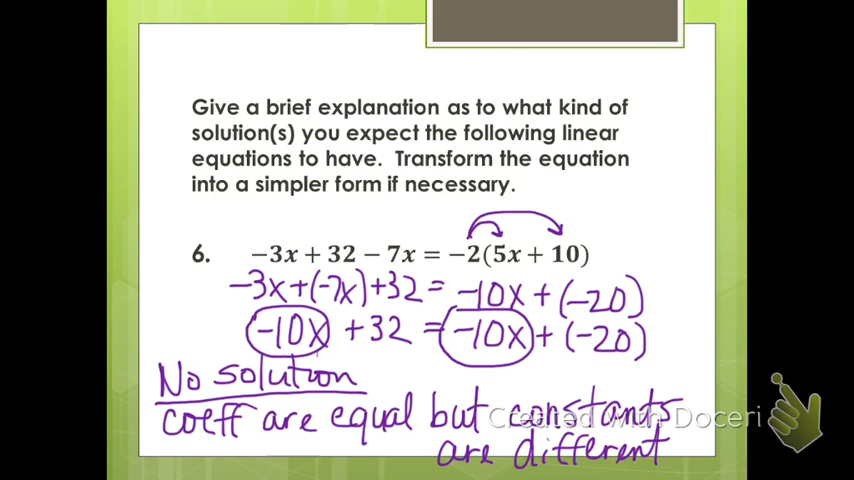 Give a brief explanation as to what kind of
solution(s) you expect the following linear
equations to have. Transform the equation
into a simpler form if necessary.
6. −3x + 32 − 7x = −2(5x + 10)
-3x+(-7x)+32= -10x + (-20)
-10x +32 = -10x + (-20)
No solution
coeff are equal but constants
Created with Doceri
are different